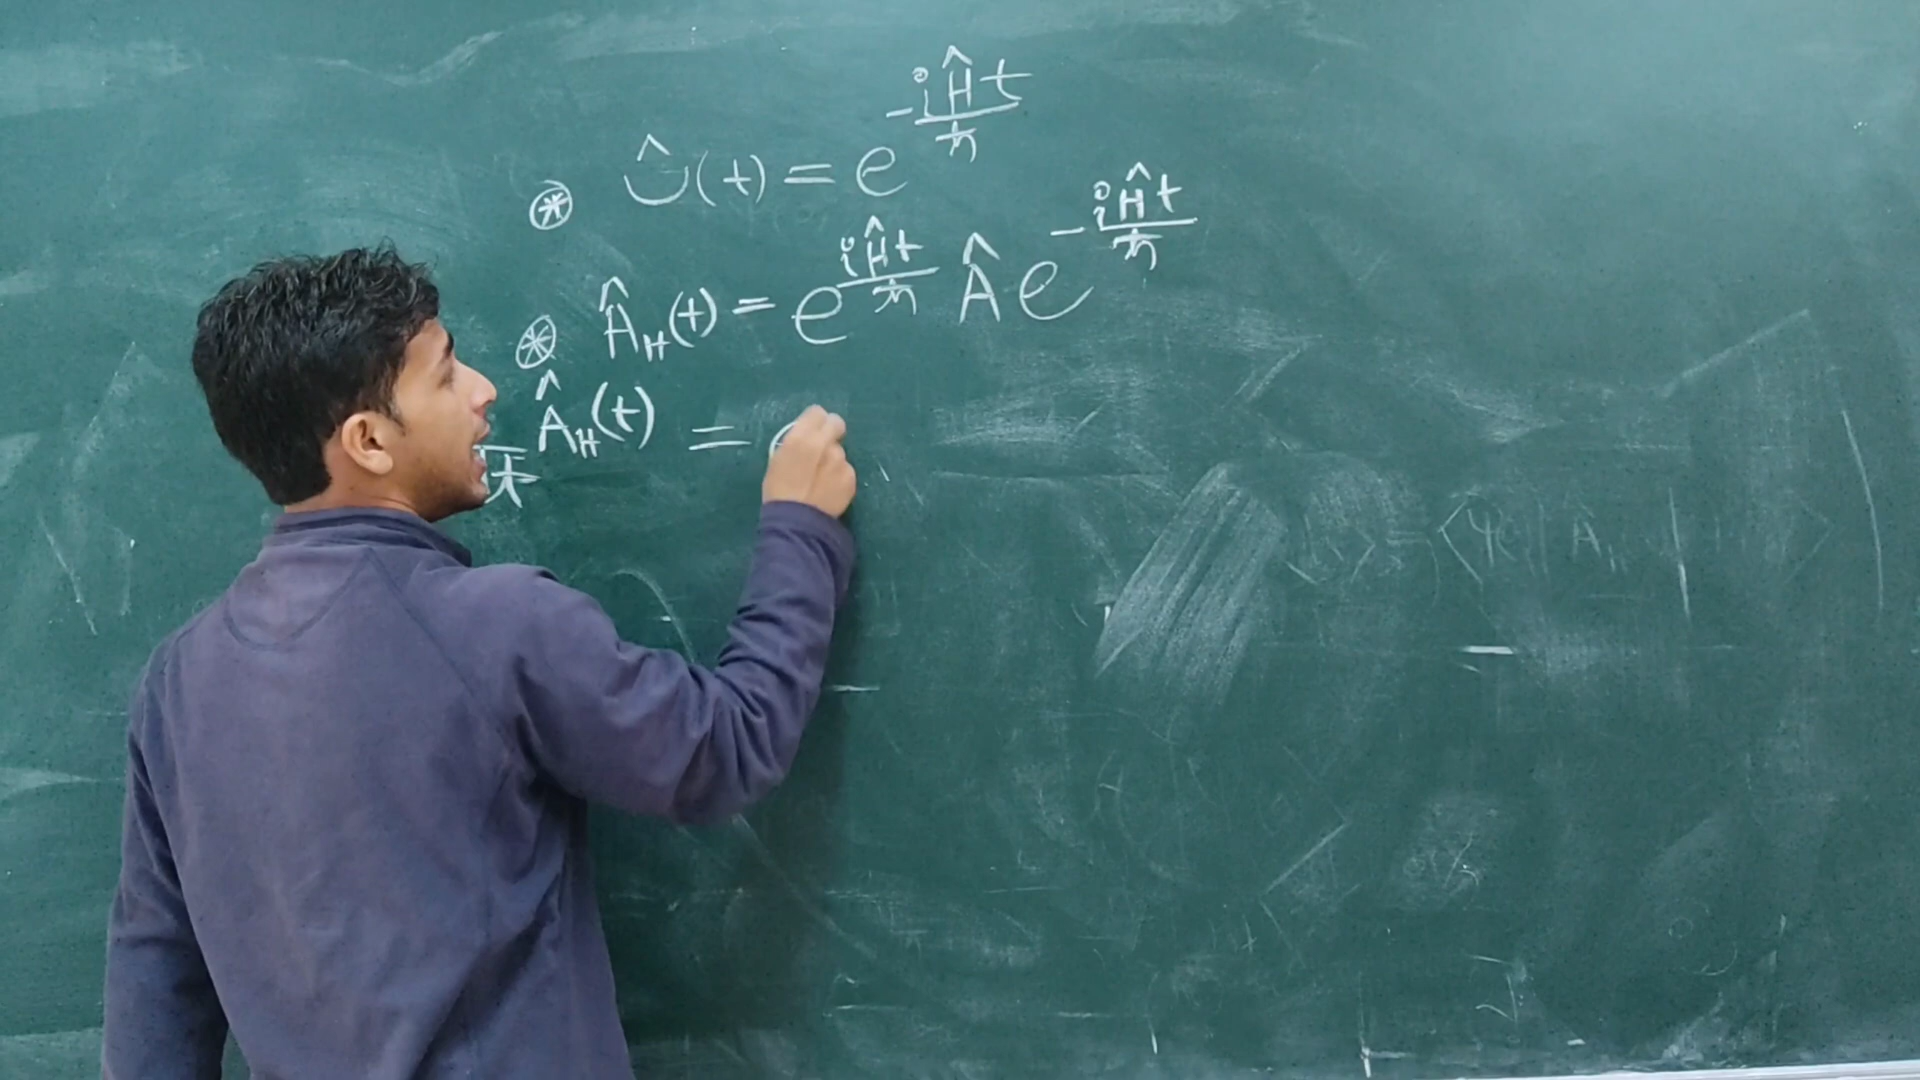 ⊛ Û(t) = e^{-iĤt/ℏ}
⊛ Â_H(t) = e^{iĤt/ℏ} Â e^{-iĤt/ℏ}
Â_H(t) =